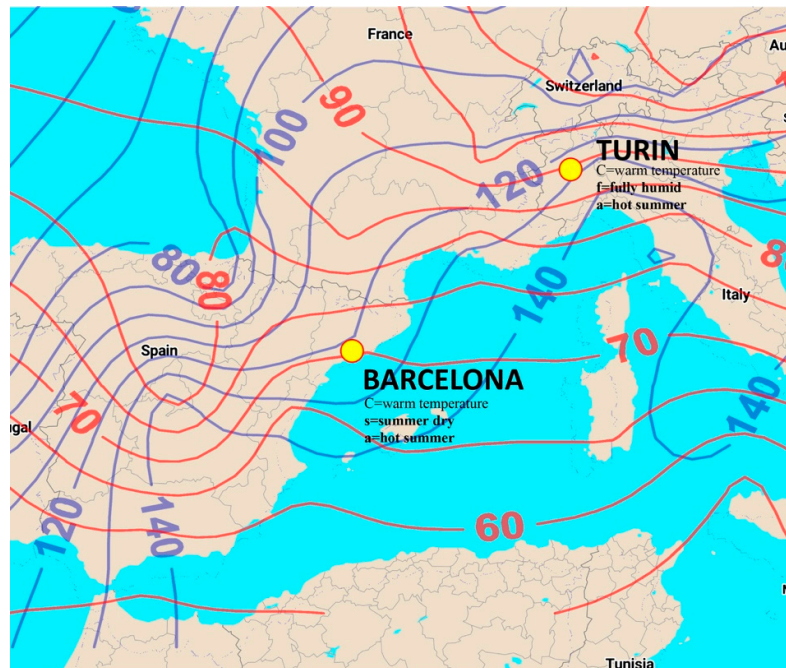 France
Au
Switzerland
90
100
TURIN
C=warm temperature
f=fully humid
a=hot summer
120
80
80
140
Italy
Spain
70
BARCELONA
C=warm temperature
s=summer dry
a=hot summer
70
ugal
140
120
140
60
Tunisia